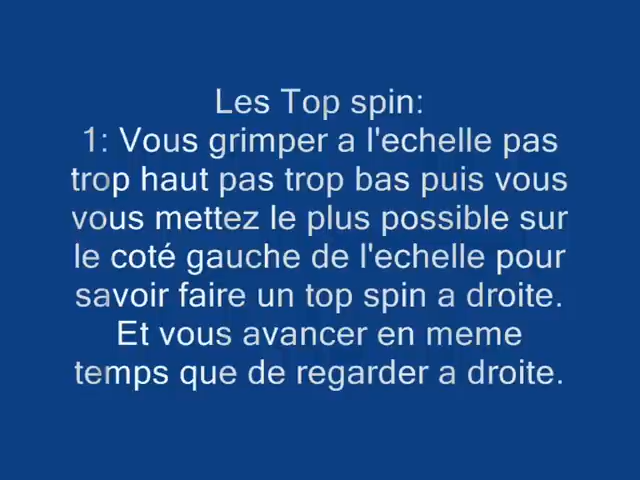 Les Top spin:
1: Vous grimper a l'echelle pas
trop haut pas trop bas puis vous
vous mettez le plus possible sur
le coté gauche de l'echelle pour
savoir faire un top spin a droite.
Et vous avancer en meme
temps que de regarder a droite.